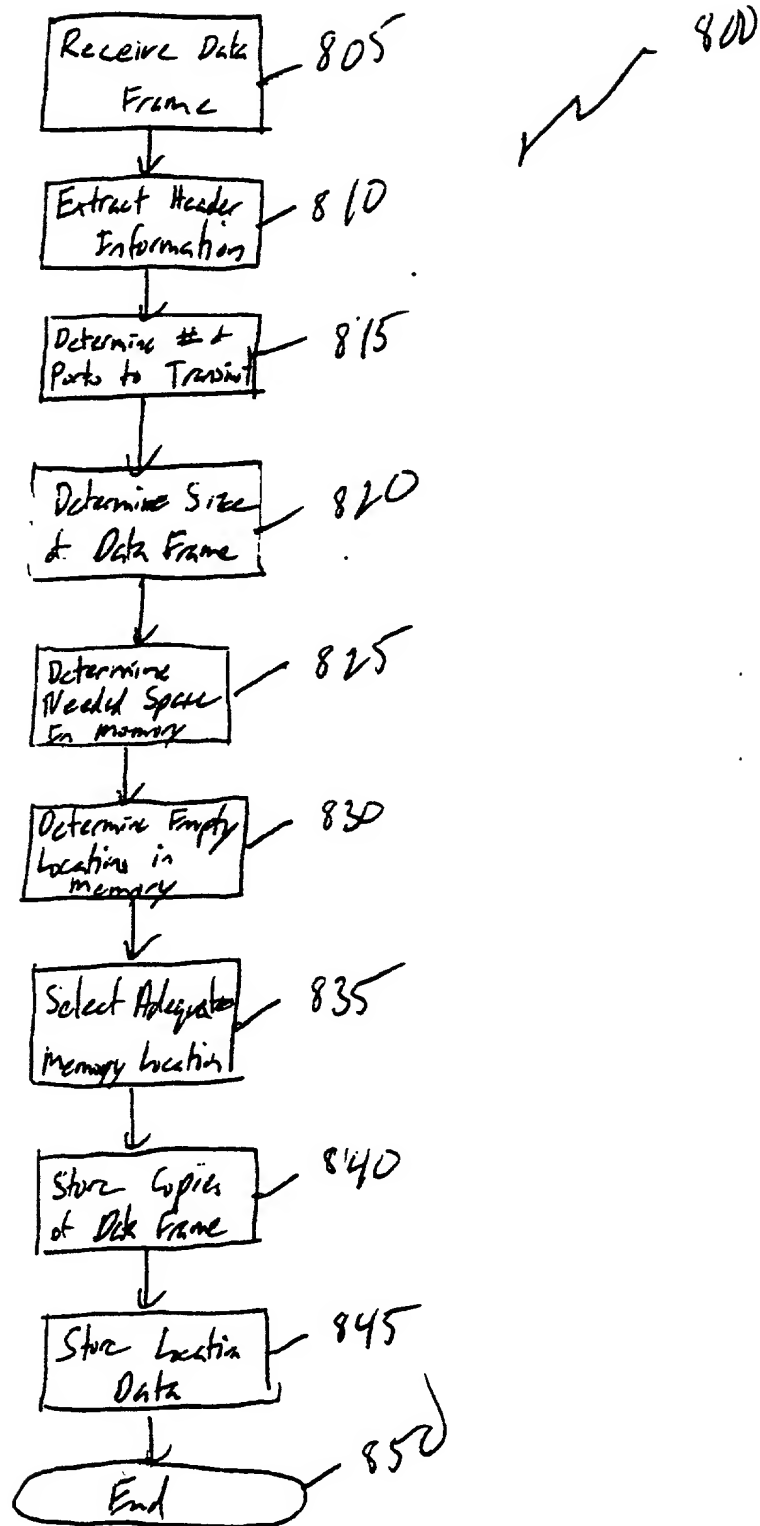 800
Receive Data
Frame
805
Extract Header
Information
810
Determine # of
Ports to Transmit
815
Determine Size
of Data Frame
820
Determine
Needed Space
In memory
825
Determine Empty
Locations in
memory
830
Select Adequate
Memory Location
835
Store Copies
of Data Frame
840
Store Location
Data
845
End
850